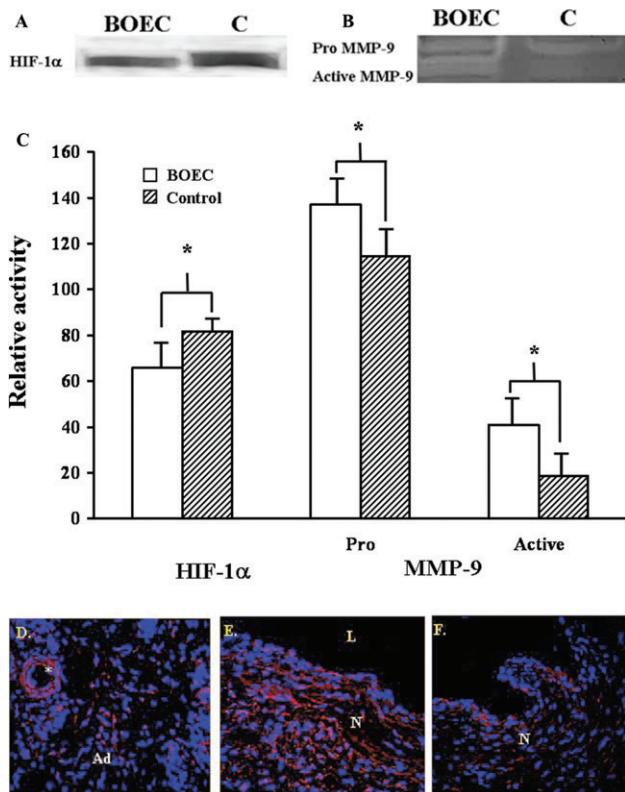 A
BOEC C
HIF-1α
B
BOEC C
Pro MMP-9
Active MMP-9
C
Relative activity
160
140
120
100
80
60
40
20
0
BOEC
Control
*
*
*
Pro Active
HIF-1α MMP-9
D.
*
Ad
E.
L
N
F.
N